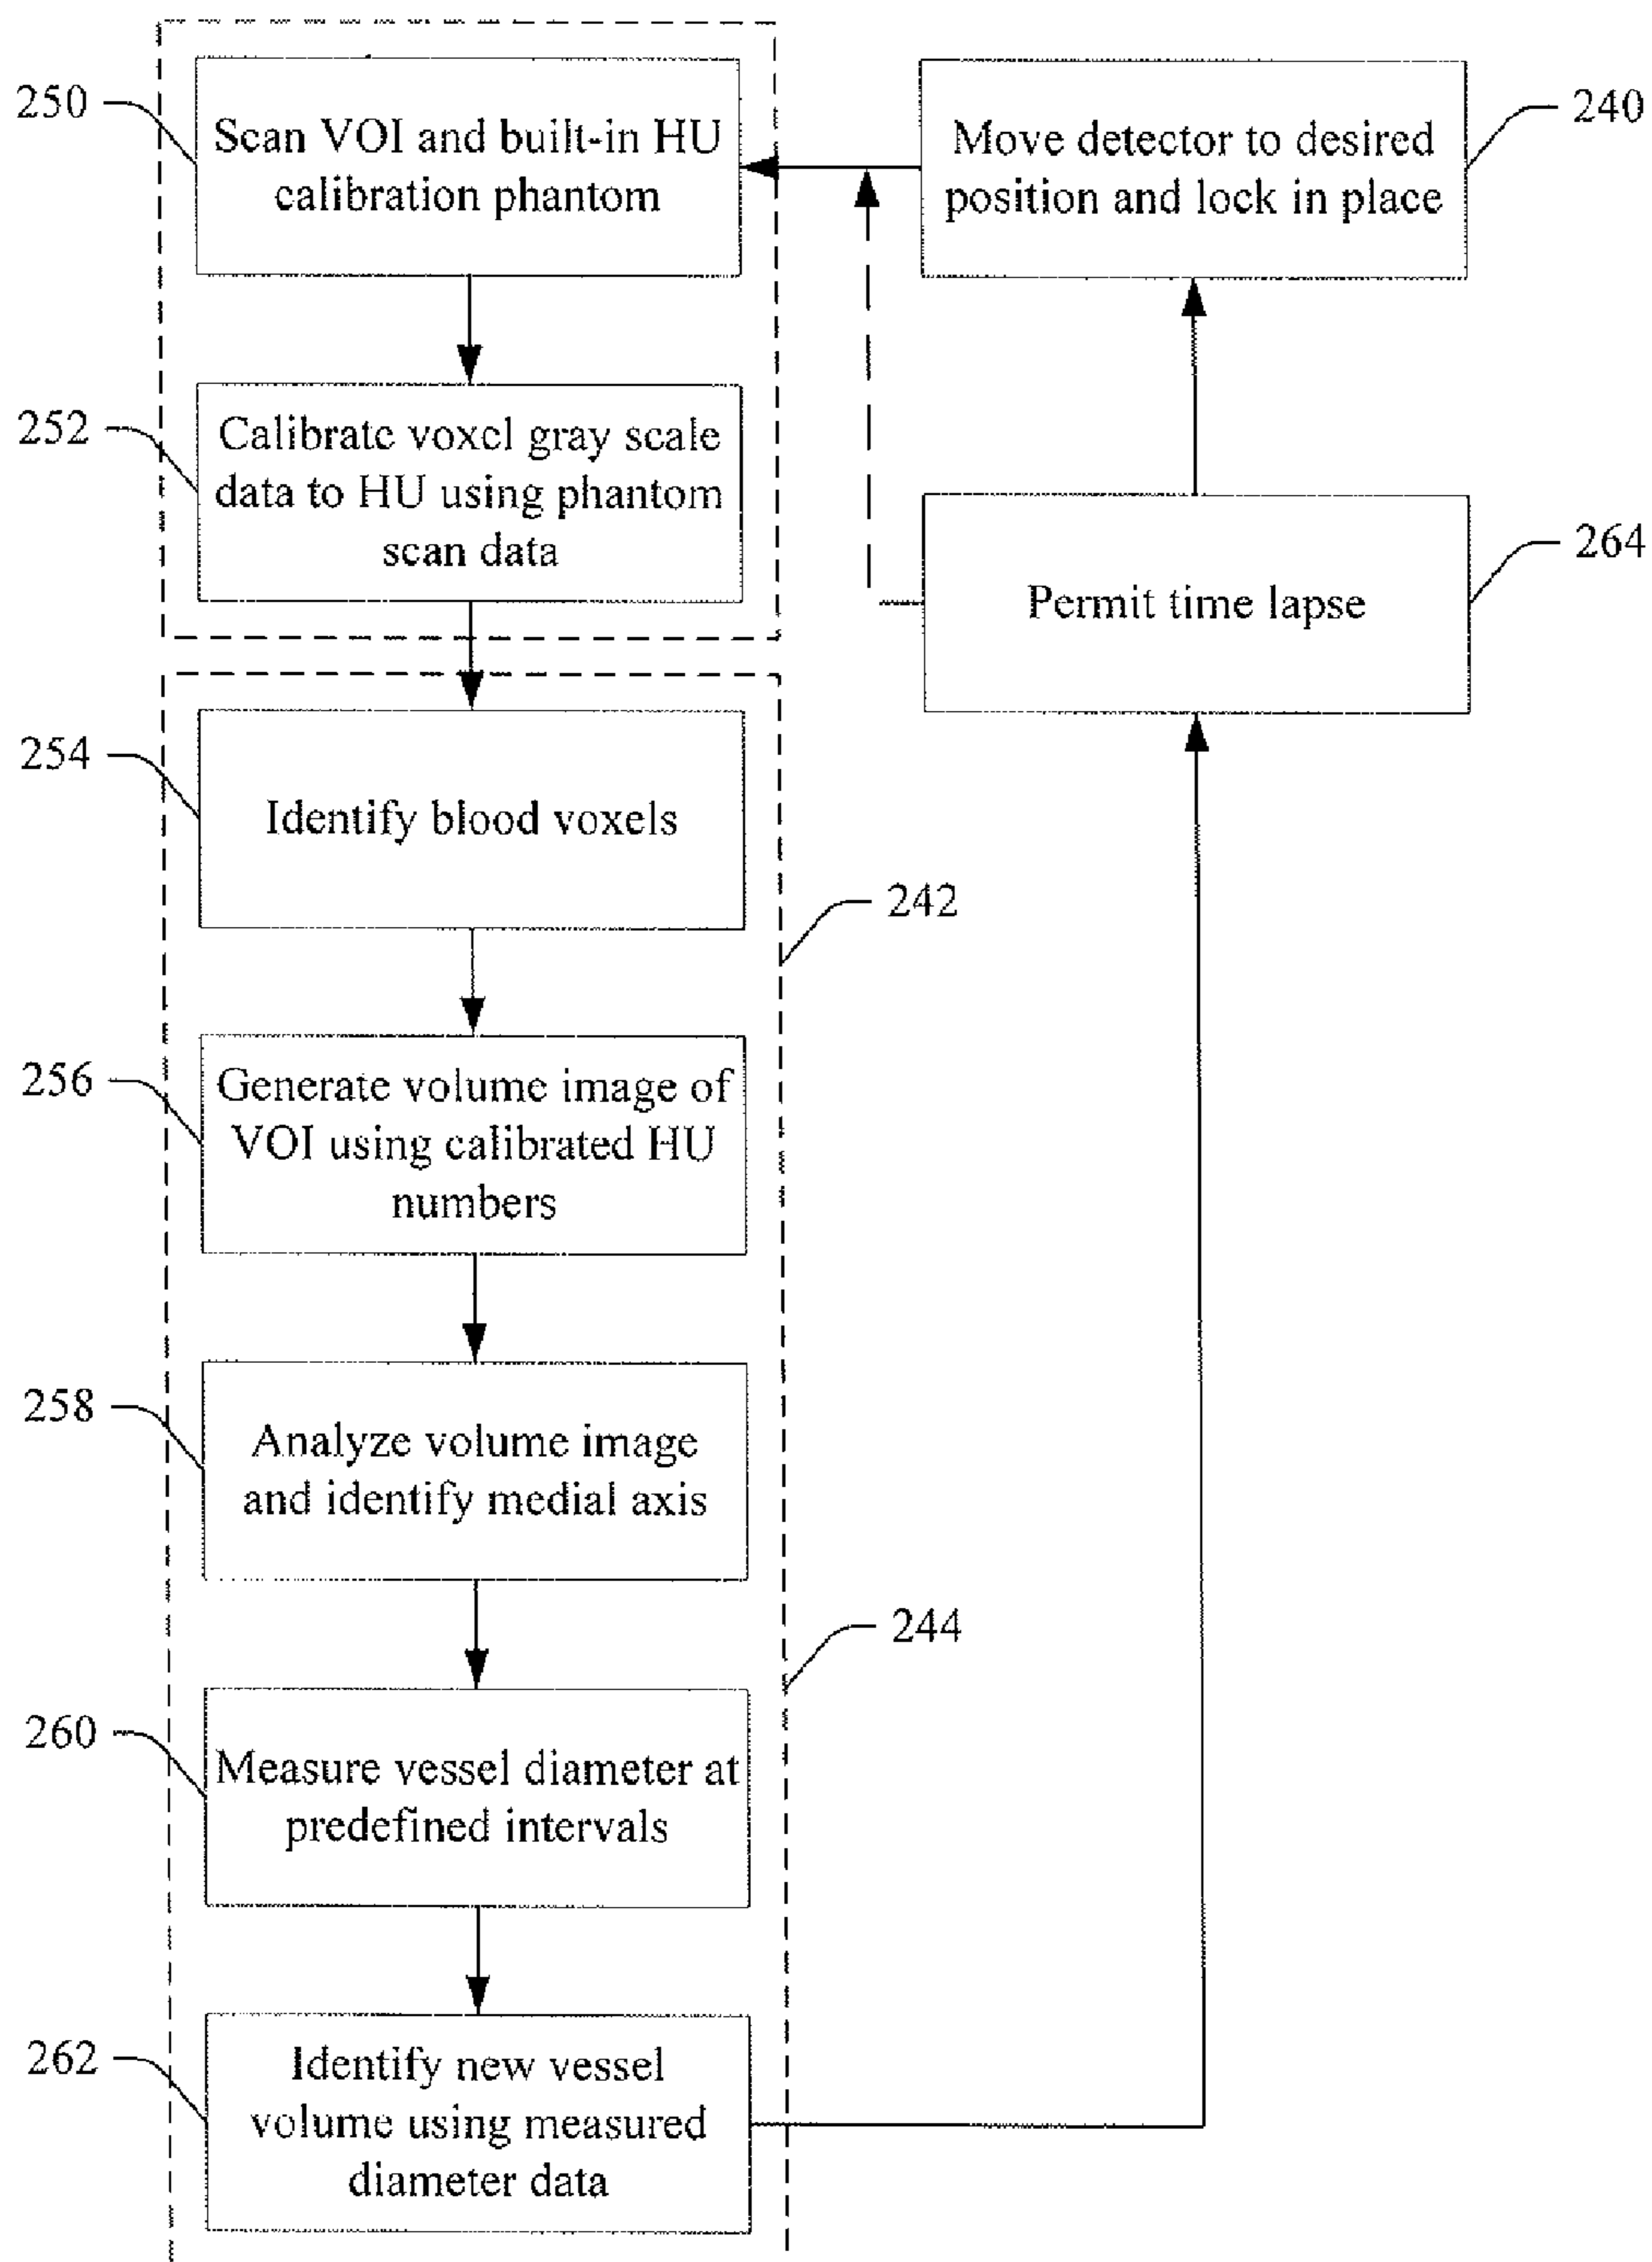 250
Scan VOI and built-in HU
calibration phantom
240
Move detector to desired
position and lock in place
252
Calibrate voxel gray scale
data to HU using phantom
scan data
264
Permit time lapse
254
Identify blood voxels
242
256
Generate volume image of
VOI using calibrated HU
numbers
258
Analyze volume image
and identify medial axis
244
260
Measure vessel diameter at
predefined intervals
262
Identify new vessel
volume using measured
diameter data